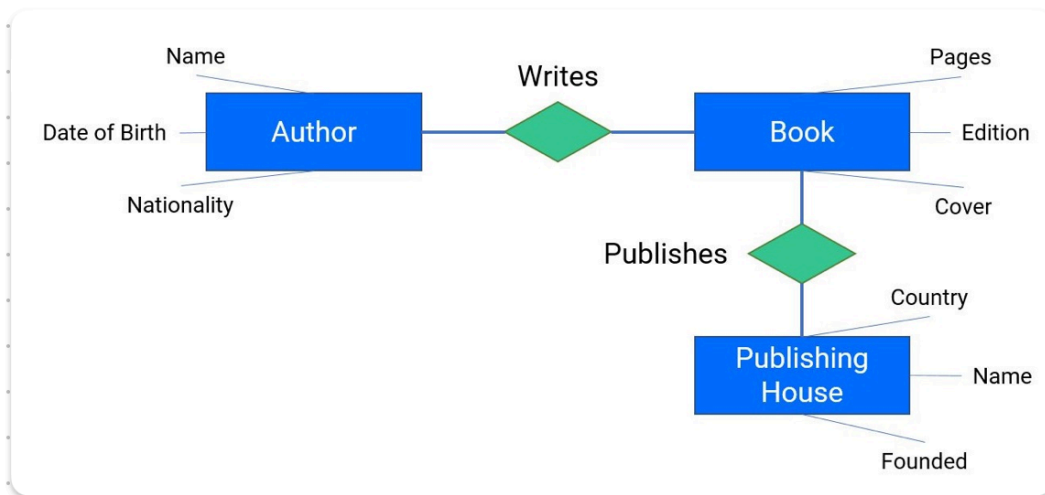 Name
Writes
Pages
Date of Birth
Author
Book
Edition
Nationality
Cover
Publishes
Country
Publishing
House
Name
Founded